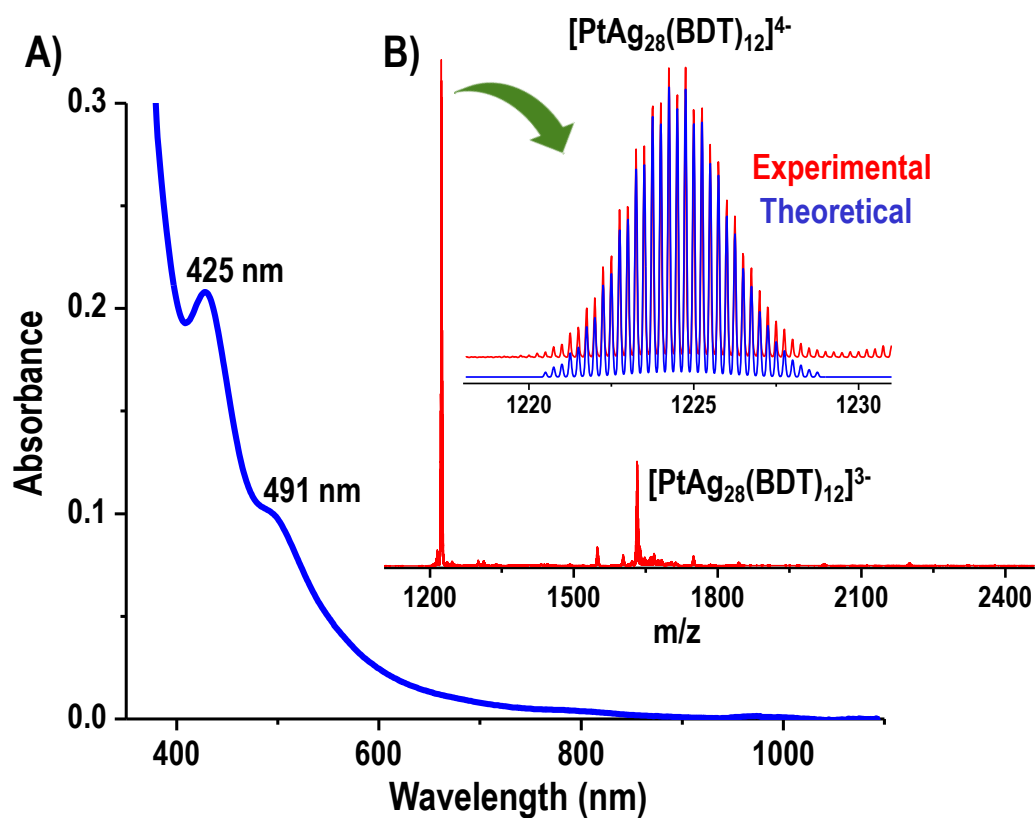 A)
B)
[PtAg₂₈(BDT)₁₂]⁴⁻
Experimental
Theoretical
1220 1225 1230
[PtAg₂₈(BDT)₁₂]³⁻
1200 1500 1800 2100 2400
m/z
0.3
0.2
0.1
0.0
Absorbance
425 nm
491 nm
400 600 800 1000
Wavelength (nm)